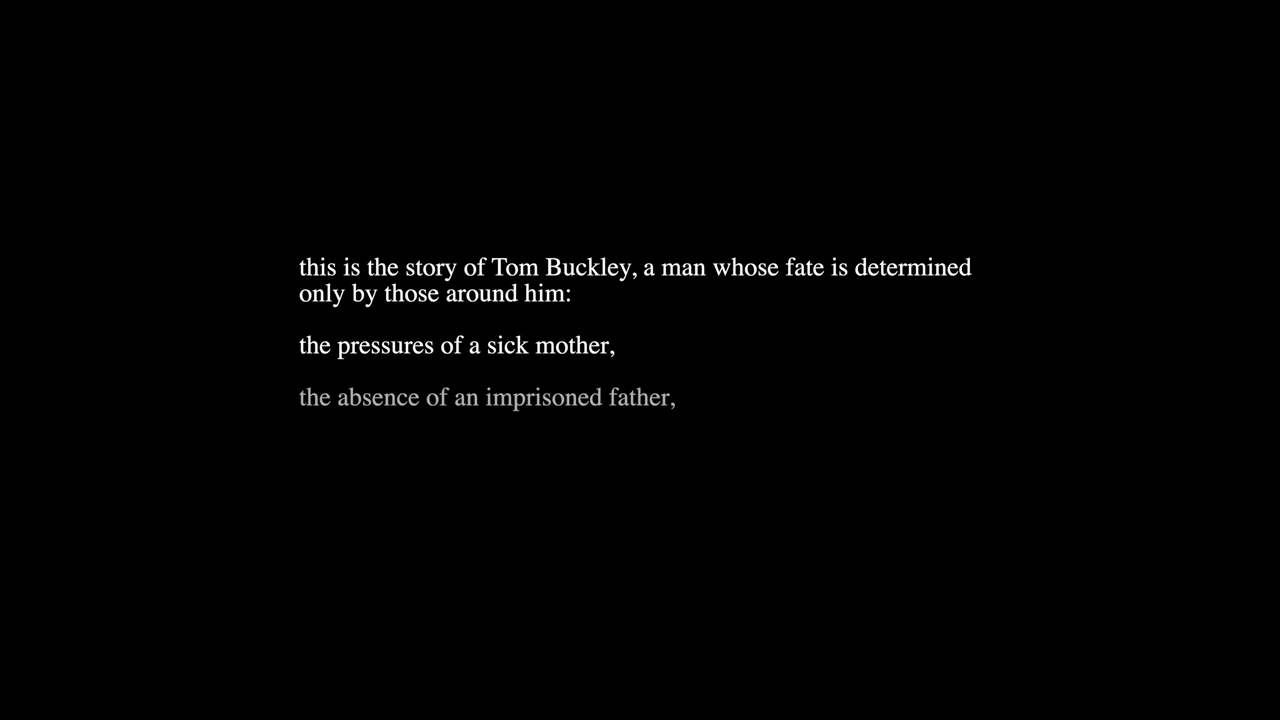 this is the story of Tom Buckley, a man whose fate is determined
only by those around him:
the pressures of a sick mother,
the absence of an imprisoned father,